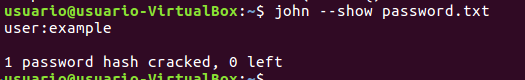 usuario@usuario-VirtualBox:~$ john --show password.txt
user:example
1 password hash cracked, 0 left
usuario@usuario-VirtualBox:~$